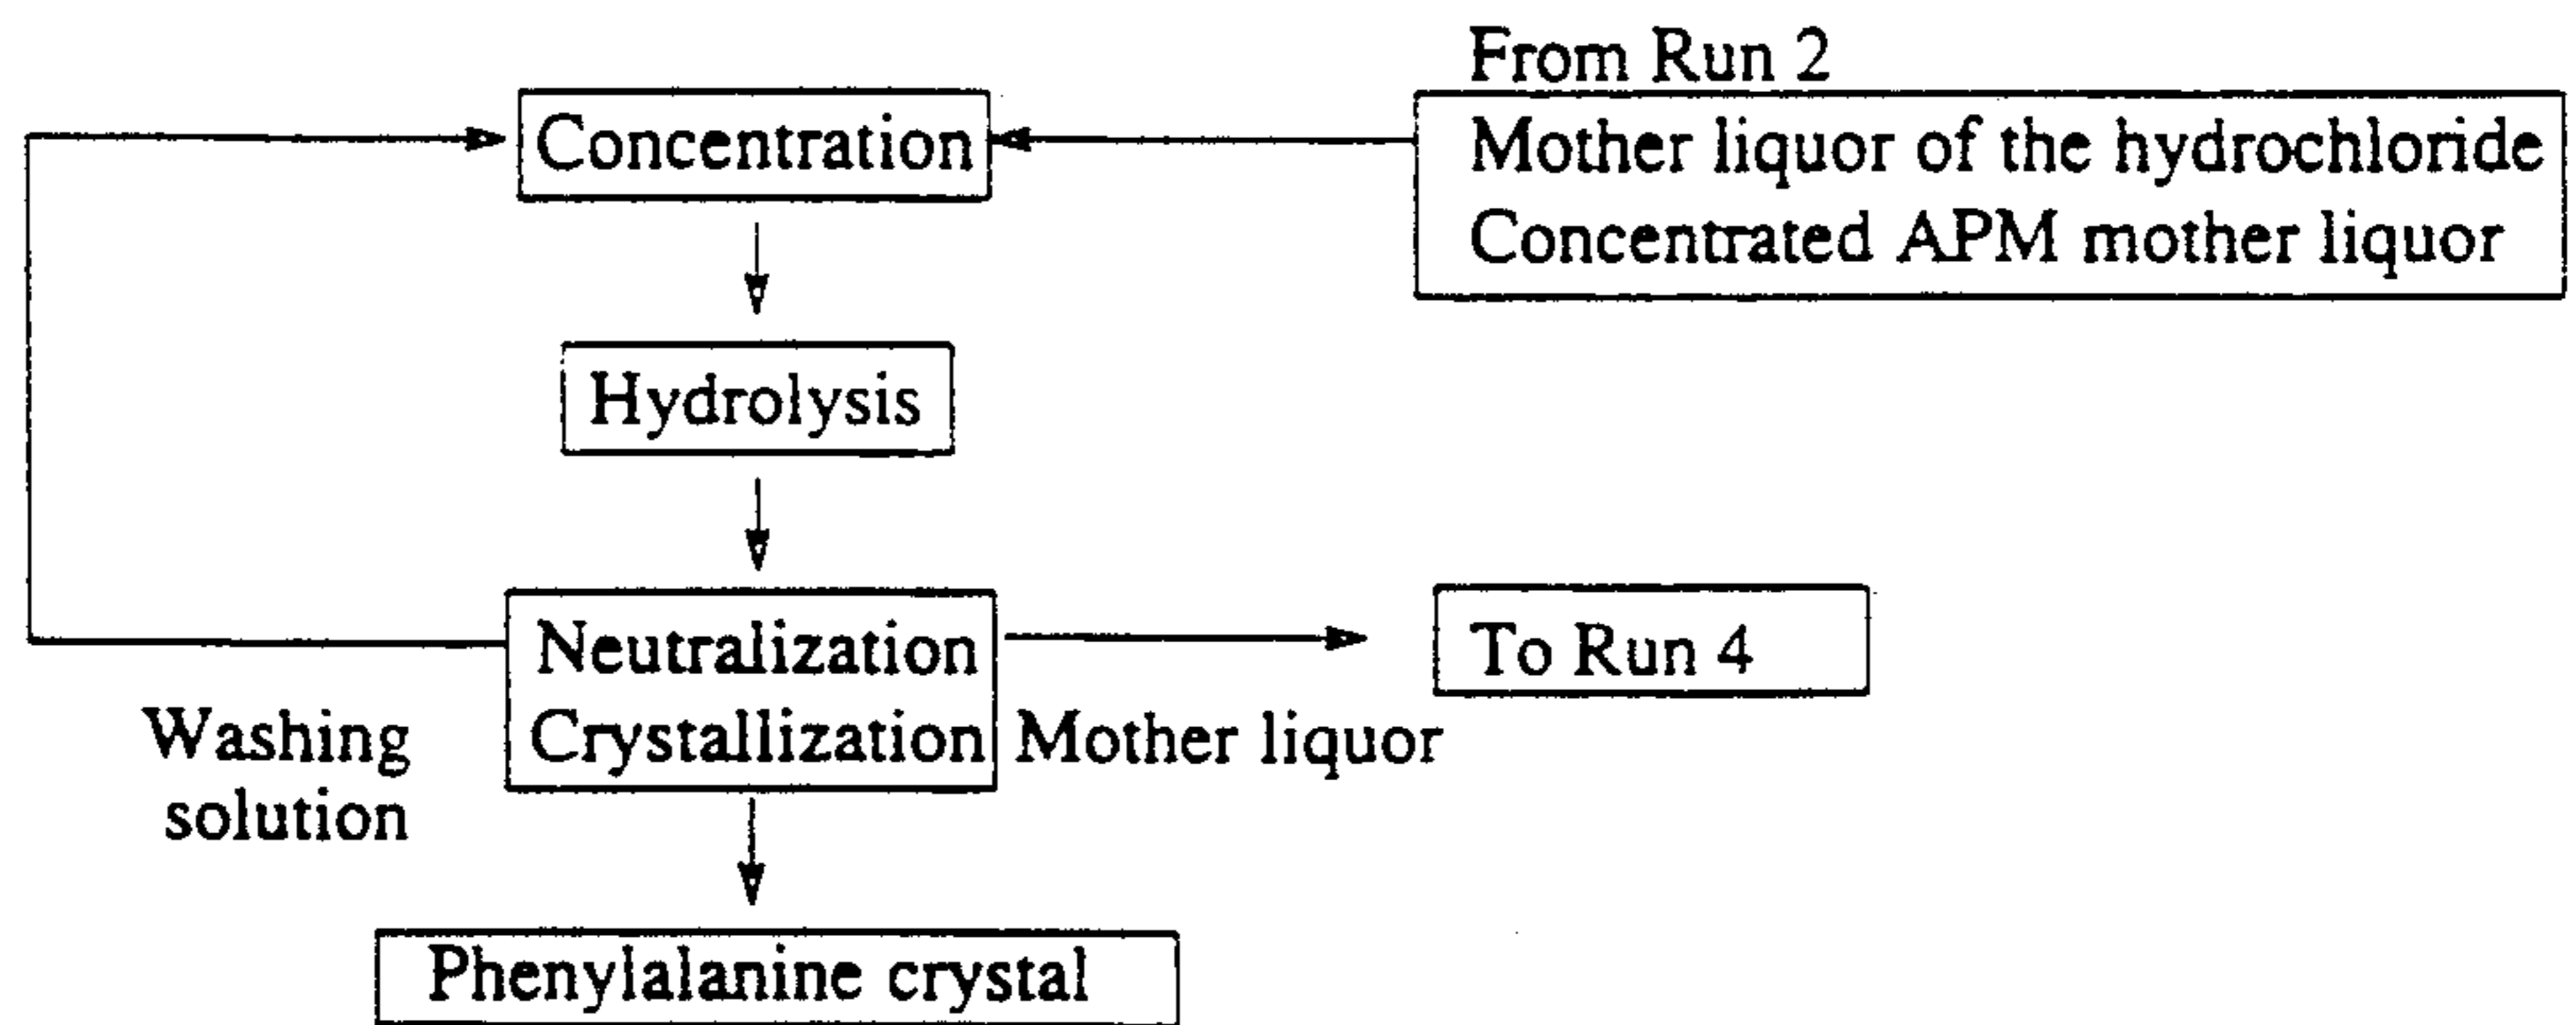 From Run 2
Concentration
Mother liquor of the hydrochloride
Concentrated APM mother liquor
Hydrolysis
Neutralization
Crystallization
To Run 4
Mother liquor
Washing
solution
Phenylalanine crystal